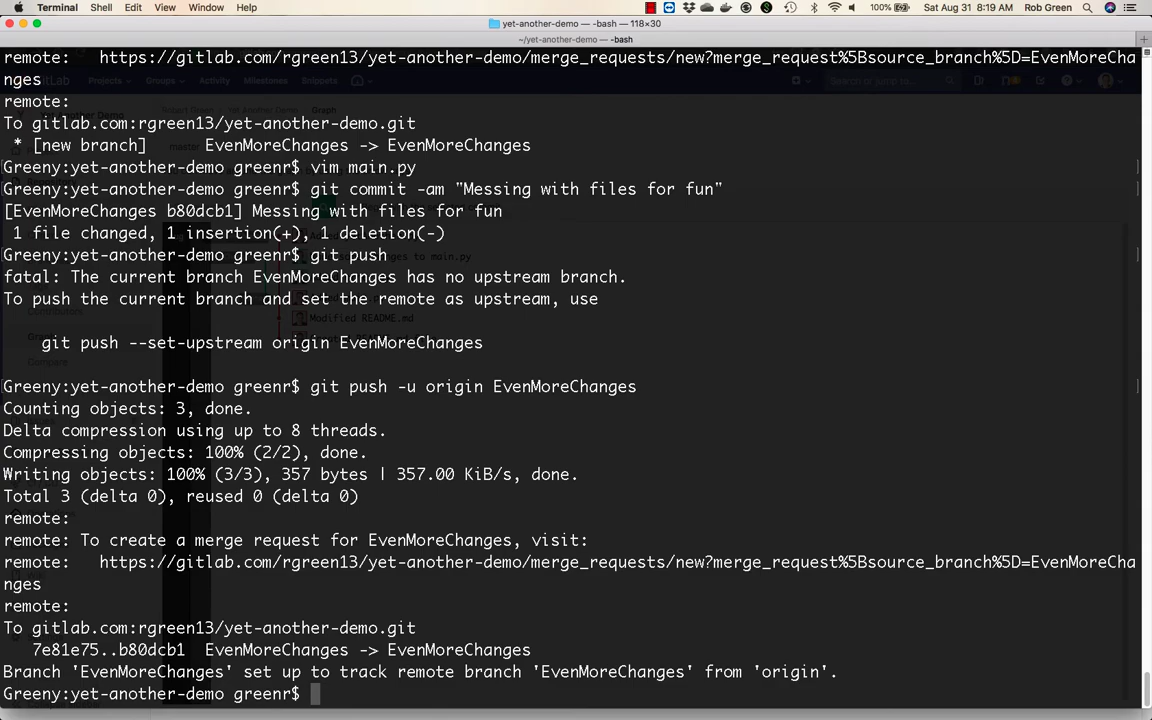 Terminal Shell Edit View Window Help 100% Sat Aug 31 8:19 AM Rob Green
yet-another-demo — -bash — 118×30
~/yet-another-demo — -bash
remote:   https://gitlab.com/rgreen13/yet-another-demo/merge_requests/new?merge_request%5Bsource_branch%5D=EvenMoreCha
nges
remote:
To gitlab.com:rgreen13/yet-another-demo.git
 * [new branch]      EvenMoreChanges -> EvenMoreChanges
Greeny:yet-another-demo greenr$ vim main.py
Greeny:yet-another-demo greenr$ git commit -am "Messing with files for fun"
[EvenMoreChanges b80dcb1] Messing with files for fun
 1 file changed, 1 insertion(+), 1 deletion(-)
Greeny:yet-another-demo greenr$ git push
fatal: The current branch EvenMoreChanges has no upstream branch.
To push the current branch and set the remote as upstream, use
    git push --set-upstream origin EvenMoreChanges
Greeny:yet-another-demo greenr$ git push -u origin EvenMoreChanges
Counting objects: 3, done.
Delta compression using up to 8 threads.
Compressing objects: 100% (2/2), done.
Writing objects: 100% (3/3), 357 bytes | 357.00 KiB/s, done.
Total 3 (delta 0), reused 0 (delta 0)
remote:
remote: To create a merge request for EvenMoreChanges, visit:
remote:   https://gitlab.com/rgreen13/yet-another-demo/merge_requests/new?merge_request%5Bsource_branch%5D=EvenMoreCha
nges
remote:
To gitlab.com:rgreen13/yet-another-demo.git
   7e81e75..b80dcb1  EvenMoreChanges -> EvenMoreChanges
Branch 'EvenMoreChanges' set up to track remote branch 'EvenMoreChanges' from 'origin'.
Greeny:yet-another-demo greenr$
Projects Groups Activity Milestones Snippets
Modified README.md
Compare